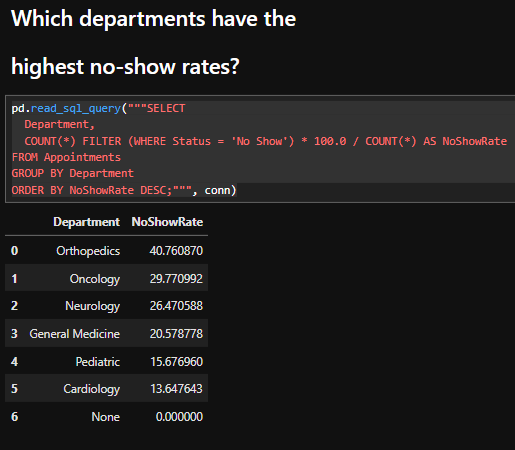 Which departments have the
highest no-show rates?
pd.read_sql_query("""SELECT
Department,
COUNT(*) FILTER (WHERE Status = 'No Show') * 100.0 / COUNT(*) AS NoShowRate
FROM Appointments
GROUP BY Department
ORDER BY NoShowRate DESC;""", conn)
Department NoShowRate
0 Orthopedics 40.760870
1 Oncology 29.770992
2 Neurology 26.470588
3 General Medicine 20.578778
4 Pediatric 15.676960
5 Cardiology 13.647643
6 None 0.000000